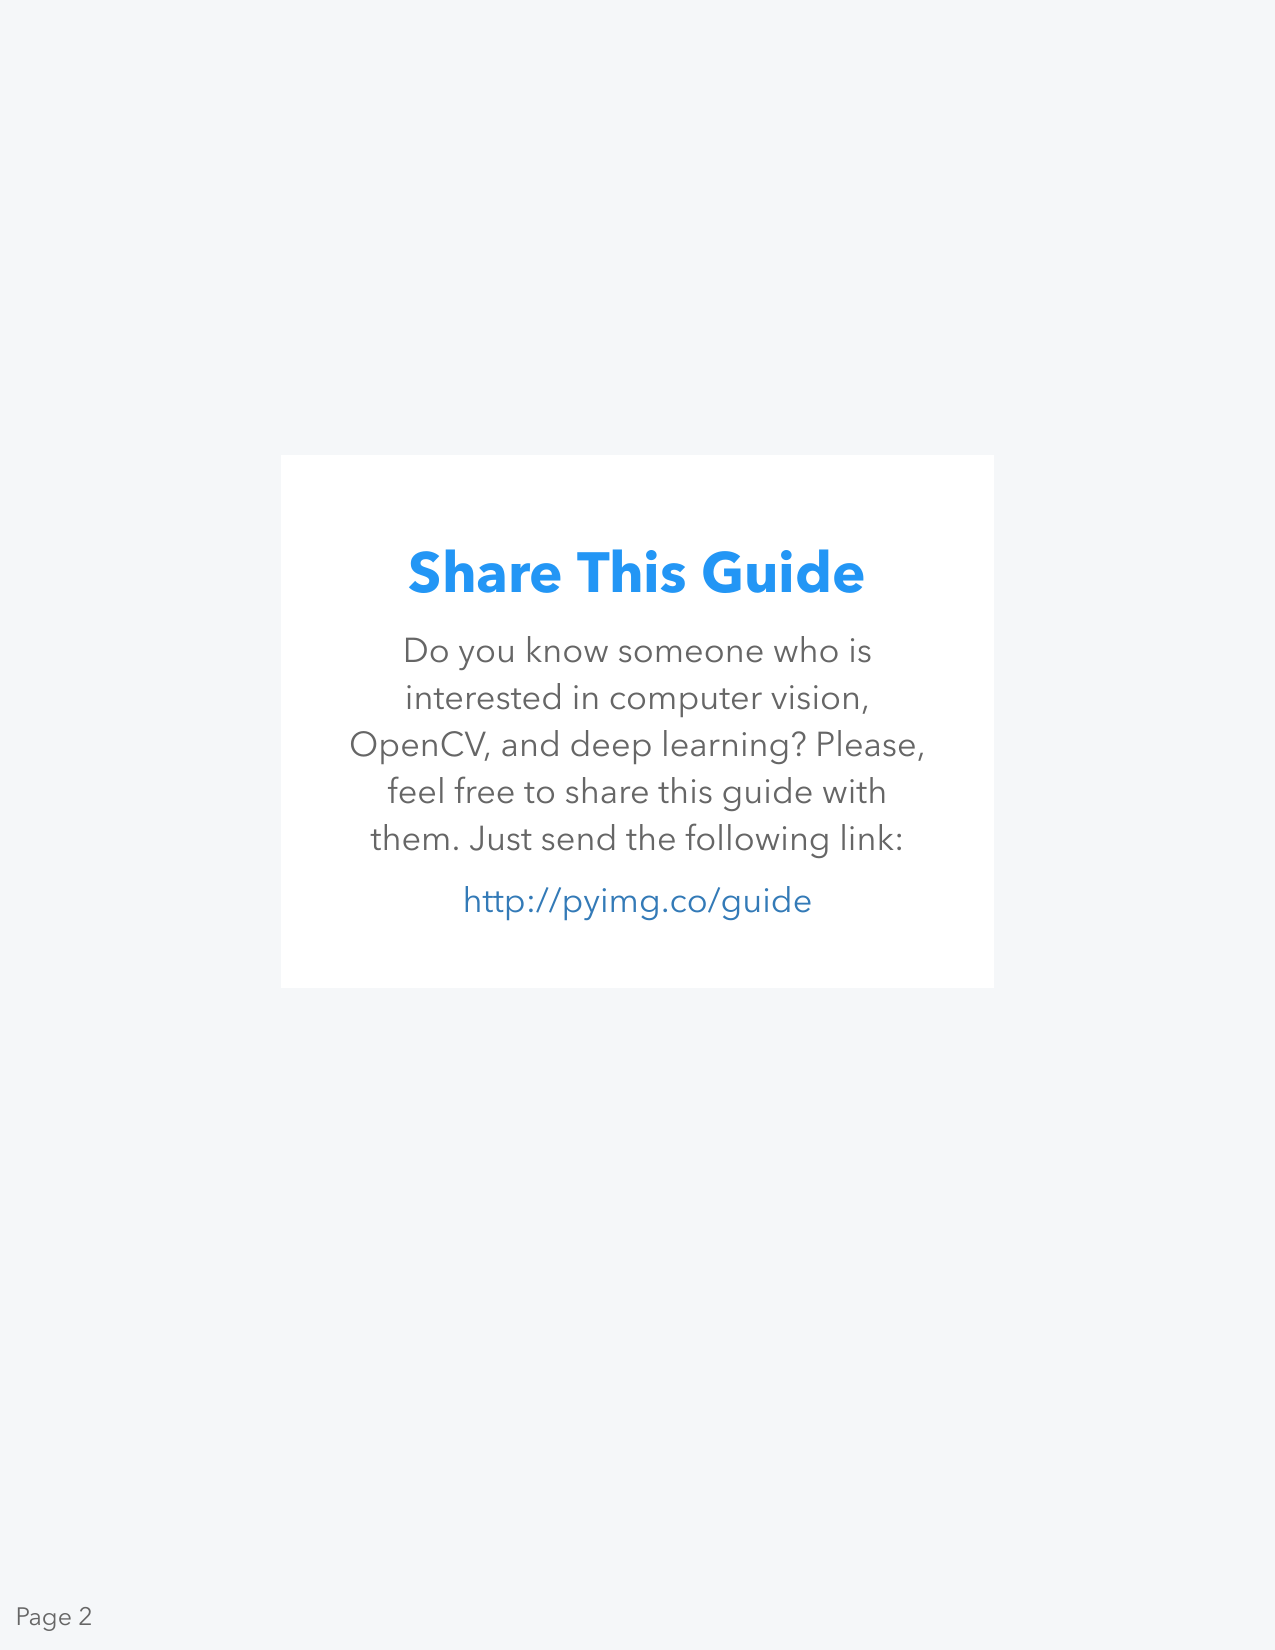 Share This Guide
Do you know someone who is
interested in computer vision,
OpenCV, and deep learning? Please,
feel free to share this guide with
them. Just send the following link:
http://pyimg.co/guide
Page 2